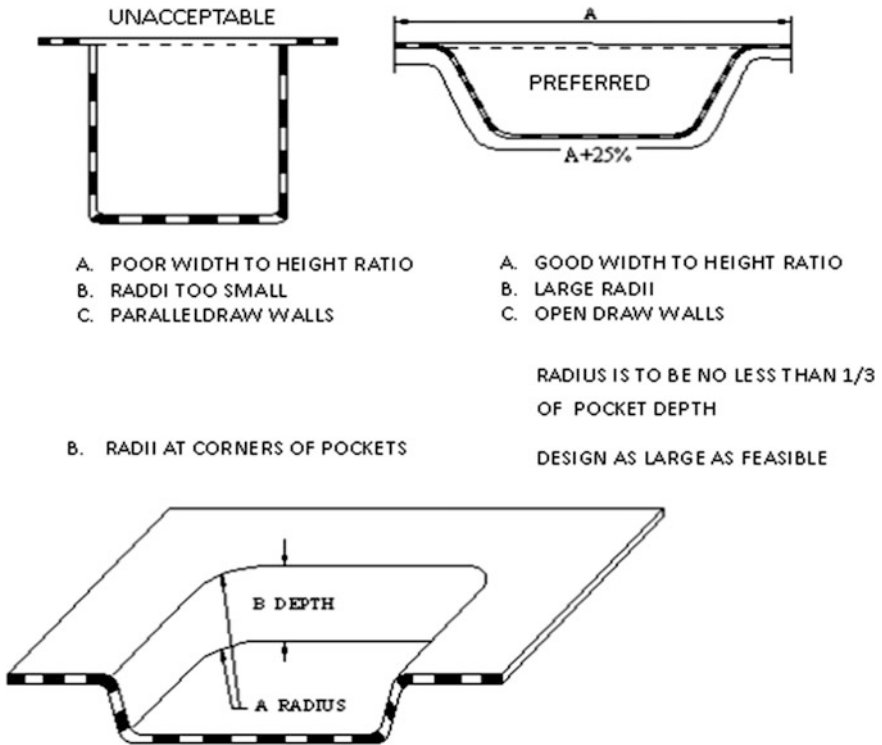 UNACCEPTABLE
A
PREFERRED
A+25%
A. POOR WIDTH TO HEIGHT RATIO
B. RADDI TOO SMALL
C. PARALLELDRAW WALLS
A. GOOD WIDTH TO HEIGHT RATIO
B. LARGE RADII
C. OPEN DRAW WALLS
RADIUS IS TO BE NO LESS THAN 1/3
OF POCKET DEPTH
DESIGN AS LARGE AS FEASIBLE
B. RADII AT CORNERS OF POCKETS
B DEPTH
A RADIUS